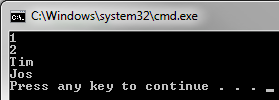 C:\Windows\system32\cmd.exe
1
2
Tim
Jos
Press any key to continue . . . _